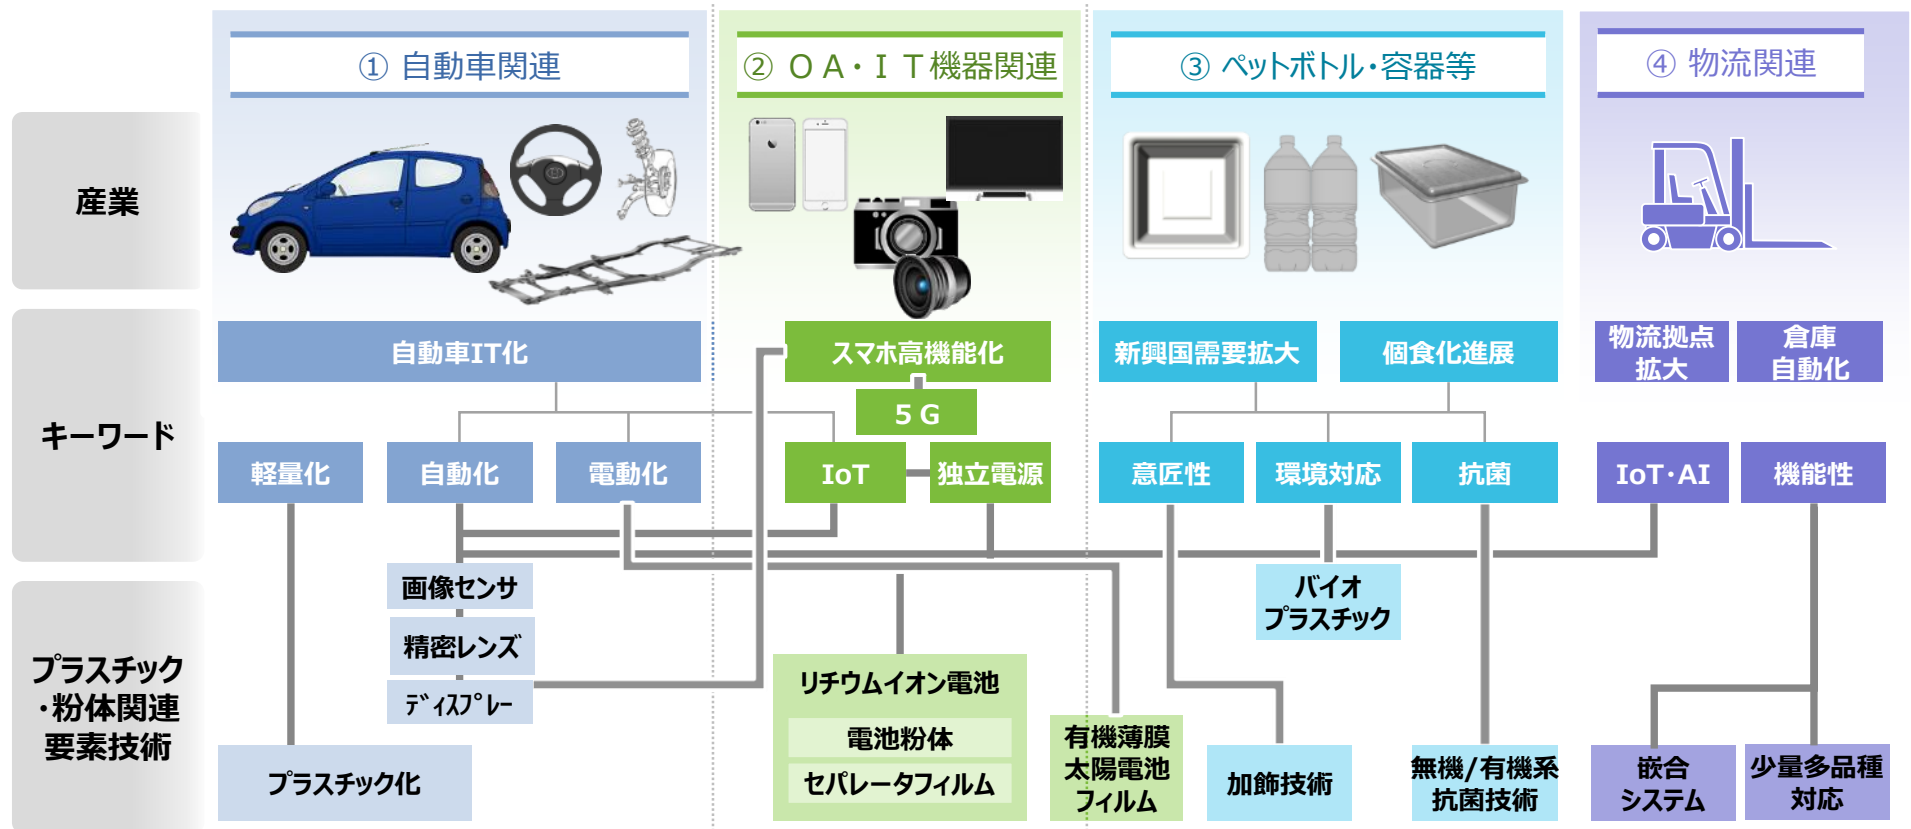 ① 自動車関連
② ＯＡ・ＩＴ機器関連
③ ペットボトル・容器等
④ 物流関連
産業
キーワード
自動車IT化
スマホ高機能化
５Ｇ
新興国需要拡大
個食化進展
物流拠点
拡大
倉庫
自動化
軽量化
自動化
電動化
IoT
独立電源
意匠性
環境対応
抗菌
IoT・AI
機能性
プラスチック
・粉体関連
要素技術
画像センサ
精密レンズ
ﾃﾞｨｽﾌﾟﾚｰ
プラスチック化
リチウムイオン電池
電池粉体
セパレータフィルム
有機薄膜
太陽電池
フィルム
バイオ
プラスチック
加飾技術
無機/有機系
抗菌技術
嵌合
システム
少量多品種
対応